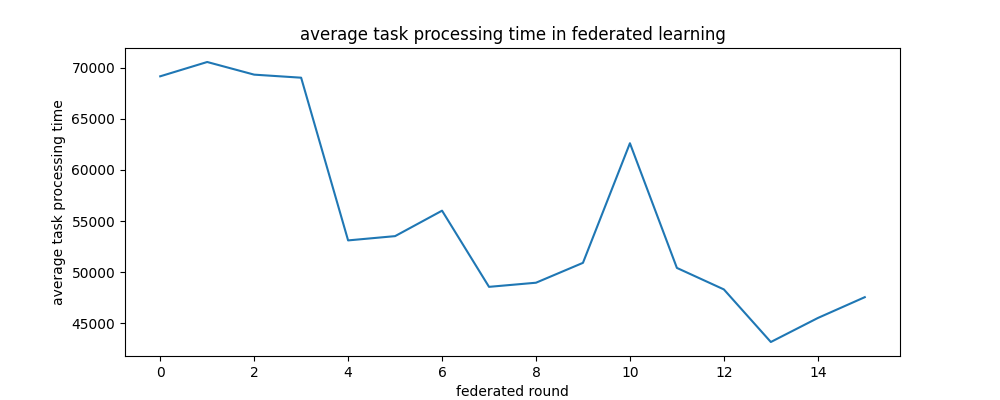 average task processing time in federated learning
average task processing time
70000
65000
60000
55000
50000
45000
0 2 4 6 8 10 12 14
federated round